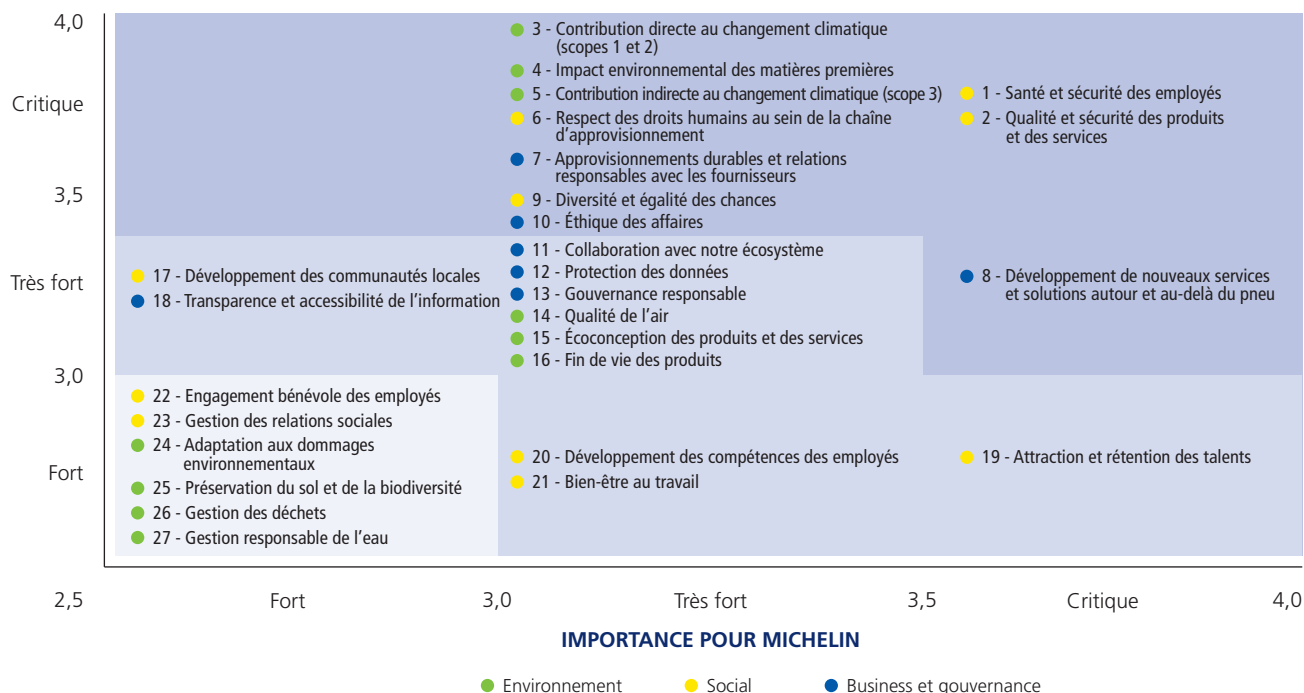 4,0
Critique
3,5
Très fort
3,0
Fort
2,5
3 - Contribution directe au changement climatique
(scopes 1 et 2)
4 - Impact environnemental des matières premières
5 - Contribution indirecte au changement climatique (scope 3)
6 - Respect des droits humains au sein de la chaîne
d'approvisionnement
7 - Approvisionnements durables et relations
responsables avec les fournisseurs
9 - Diversité et égalité des chances
10 - Éthique des affaires
1 - Santé et sécurité des employés
2 - Qualité et sécurité des produits
et des services
17 - Développement des communautés locales
18 - Transparence et accessibilité de l'information
11 - Collaboration avec notre écosystème
12 - Protection des données
13 - Gouvernance responsable
14 - Qualité de l'air
15 - Écoconception des produits et des services
16 - Fin de vie des produits
8 - Développement de nouveaux services
et solutions autour et au-delà du pneu
22 - Engagement bénévole des employés
23 - Gestion des relations sociales
24 - Adaptation aux dommages
environnementaux
25 - Préservation du sol et de la biodiversité
26 - Gestion des déchets
27 - Gestion responsable de l'eau
20 - Développement des compétences des employés
21 - Bien-être au travail
19 - Attraction et rétention des talents
Fort
3,0
Très fort
3,5
Critique
4,0
IMPORTANCE POUR MICHELIN
Environnement
Social
Business et gouvernance